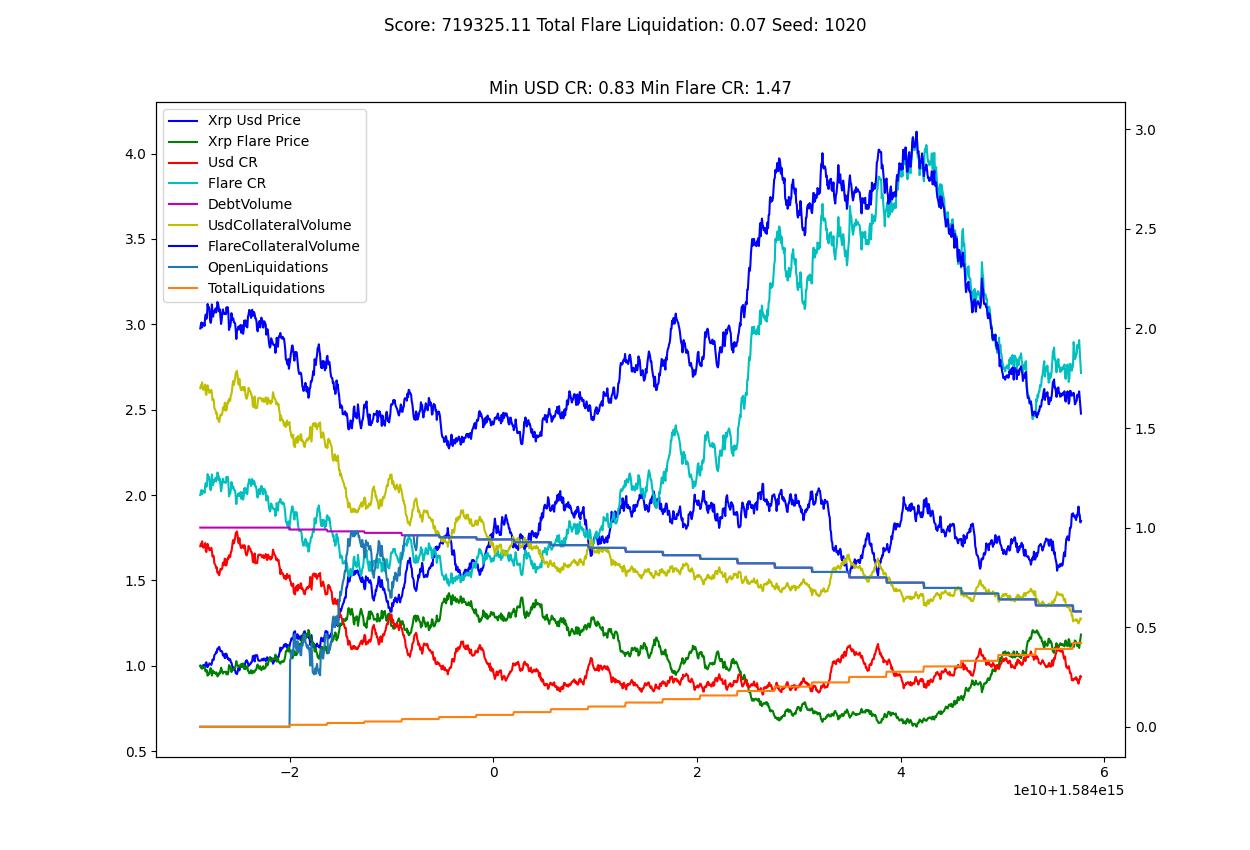 Score: 719325.11 Total Flare Liquidation: 0.07 Seed: 1020
Min USD CR: 0.83 Min Flare CR: 1.47
Xrp Usd Price
Xrp Flare Price
Usd CR
Flare CR
DebtVolume
UsdCollateralVolume
FlareCollateralVolume
OpenLiquidations
TotalLiquidations
4.0
3.5
3.0
2.5
2.0
1.5
1.0
0.5
3.0
2.5
2.0
1.5
1.0
0.5
0.0
−2 0 2 4 6
1e10+1.584e15